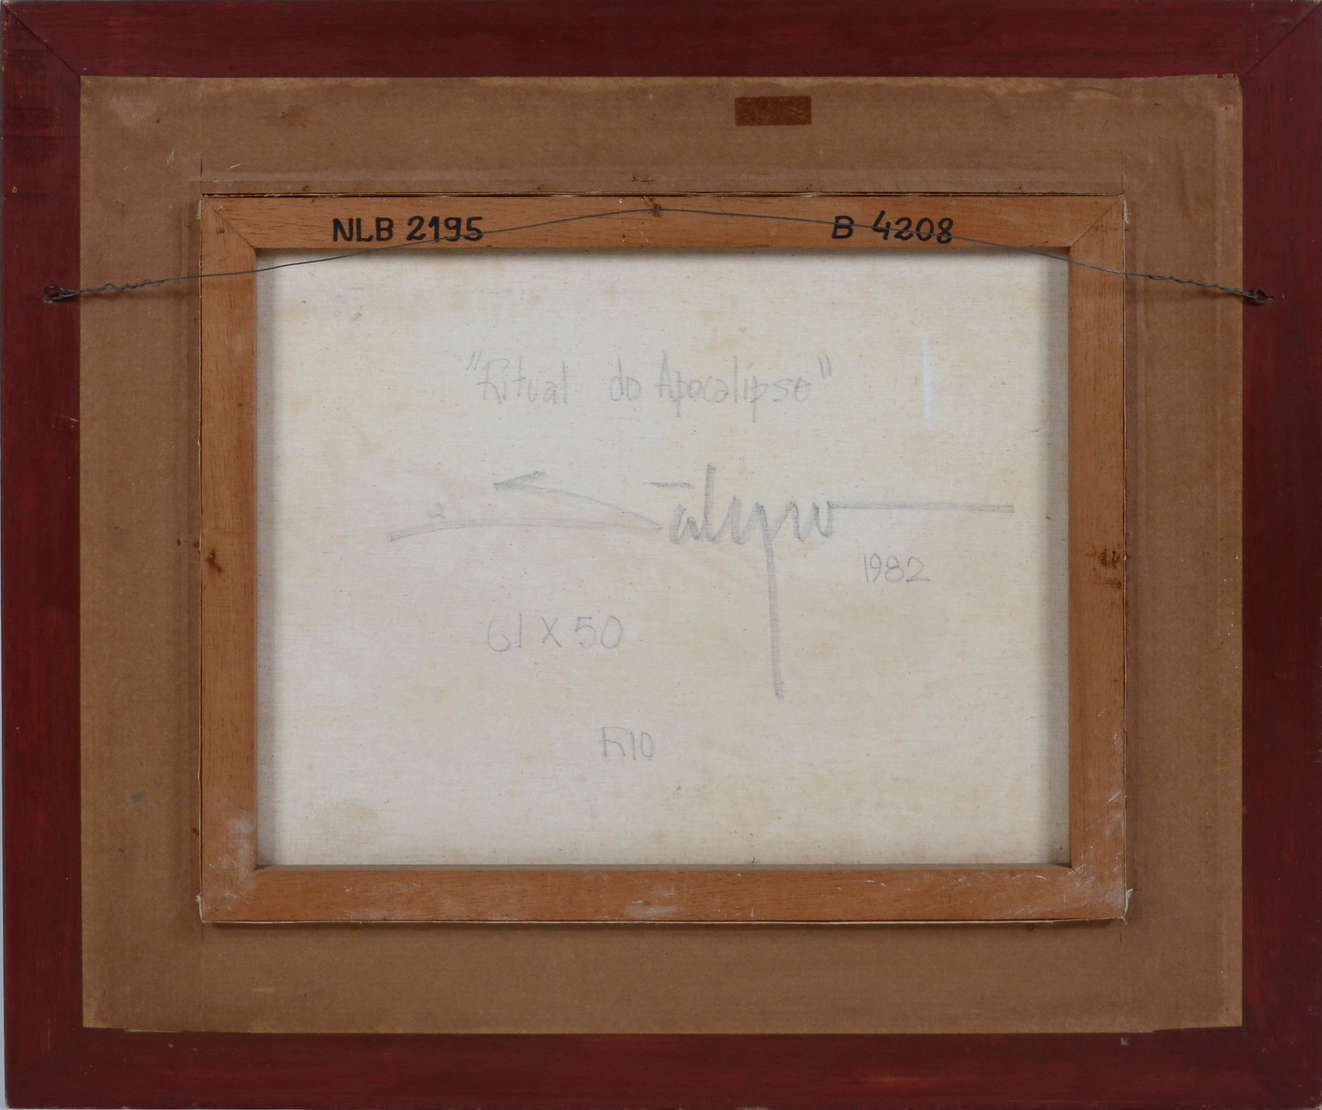 NLB 2195 B 4208
"Ritual do Apocalipse"
1982
61 X 50
RIO